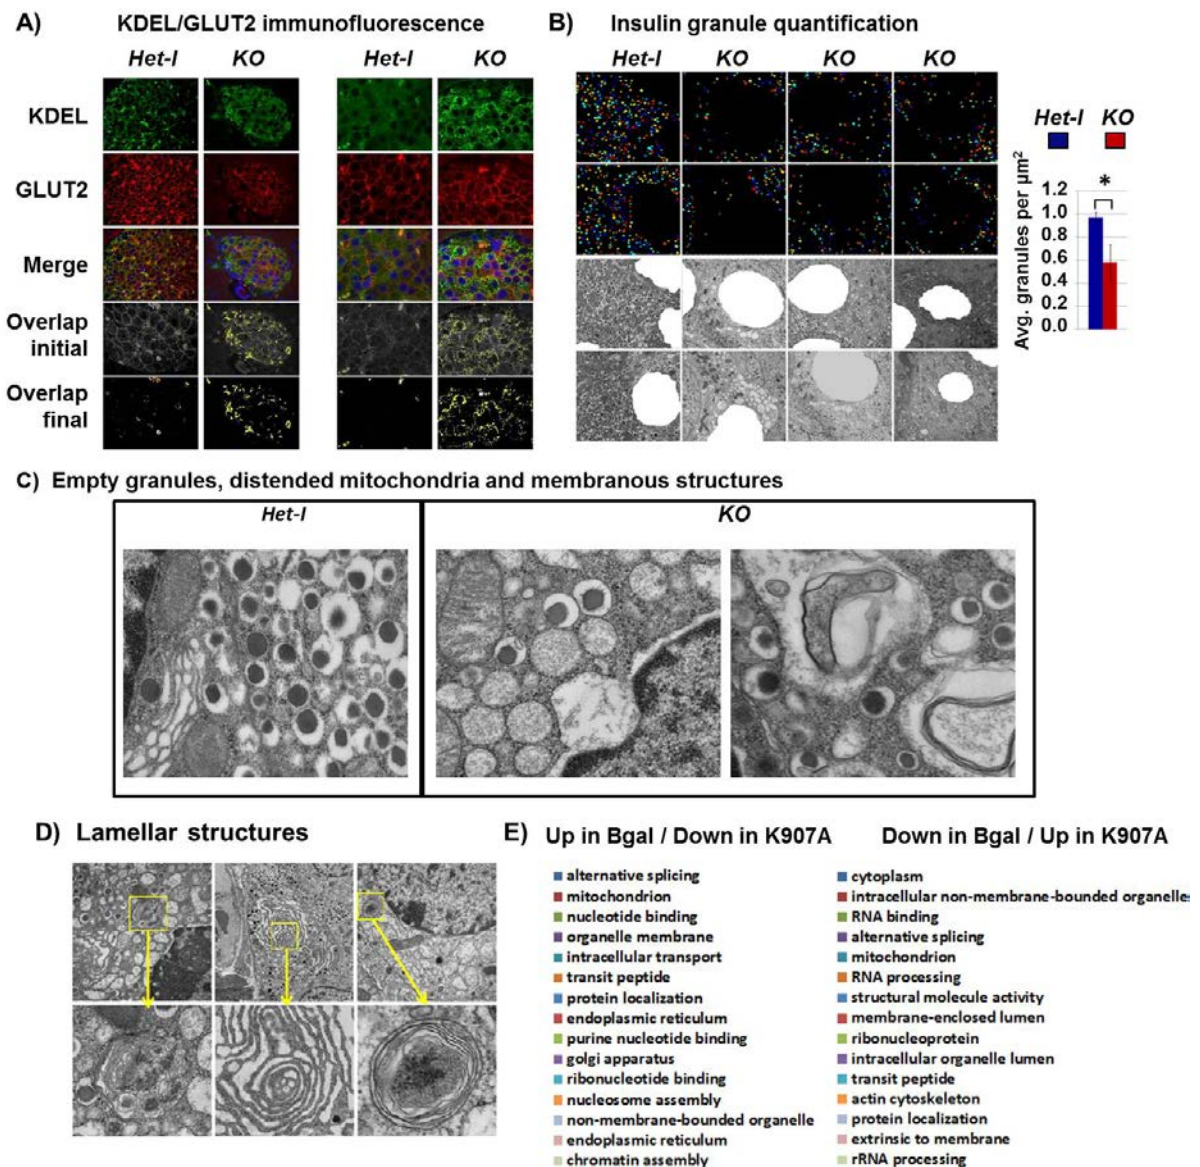 A) KDEL/GLUT2 immunofluorescence
Het-I KO Het-I KO
KDEL
GLUT2
Merge
Overlap
initial
Overlap
final
B) Insulin granule quantification
Het-I KO KO KO
Het-I KO
*
Avg. granules per µm²
1.2
1.0
0.8
0.6
0.4
0.2
0.0
C) Empty granules, distended mitochondria and membranous structures
Het-I KO
D) Lamellar structures
E) Up in Bgal / Down in K907A
alternative splicing
mitochondrion
nucleotide binding
organelle membrane
intracellular transport
transit peptide
protein localization
endoplasmic reticulum
purine nucleotide binding
golgi apparatus
ribonucleotide binding
nucleosome assembly
non-membrane-bounded organelle
endoplasmic reticulum
chromatin assembly
Down in Bgal / Up in K907A
cytoplasm
intracellular non-membrane-bounded organelles
RNA binding
alternative splicing
mitochondrion
RNA processing
structural molecule activity
membrane-enclosed lumen
ribonucleoprotein
intracellular organelle lumen
transit peptide
actin cytoskeleton
protein localization
extrinsic to membrane
rRNA processing